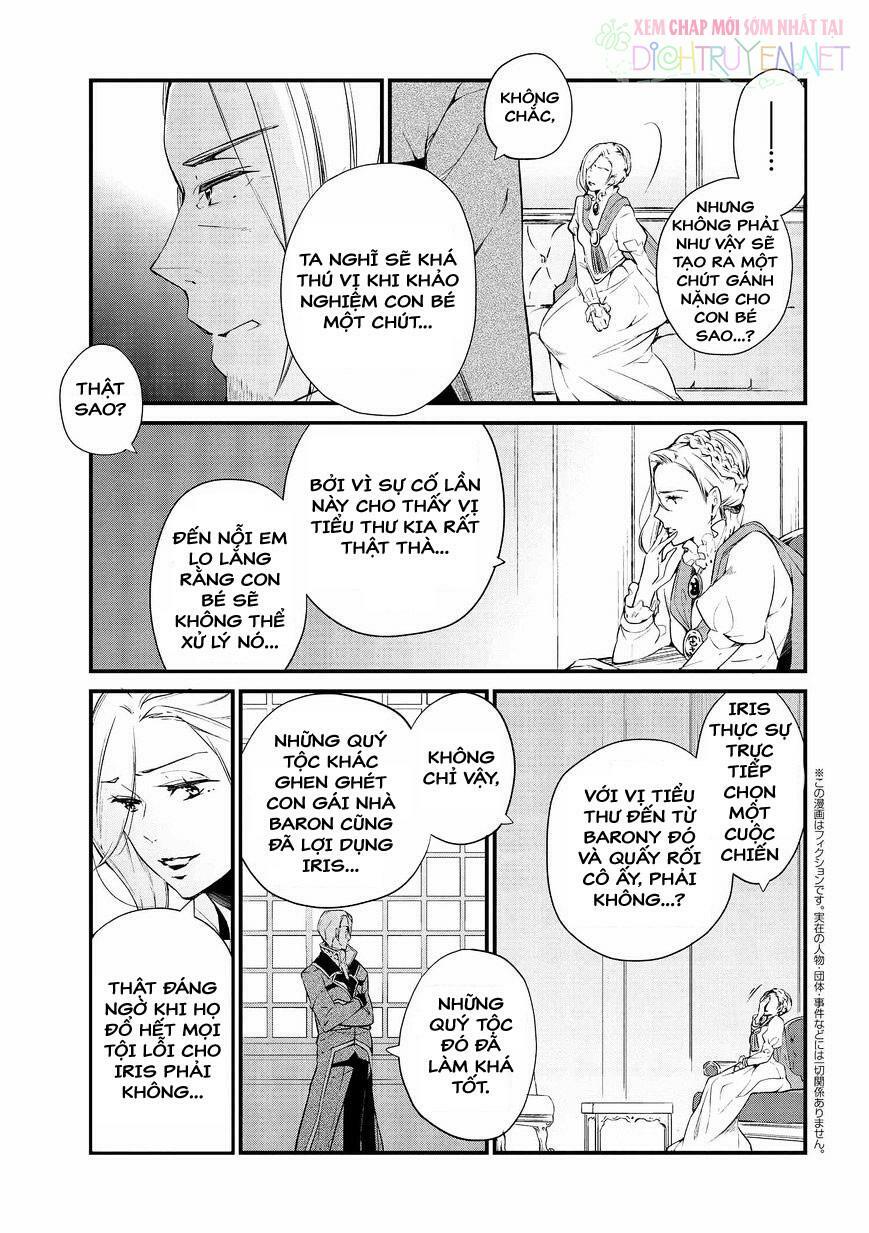 XEM CHAP MỚI SỚM NHẤT TẠI
DICHTRUYEN.NET
...
NHƯNG
KHÔNG PHẢI
NHƯ VẬY SẼ
TẠO RA MỘT
CHÚT GÁNH
NẶNG CHO
CON BÉ
SAO...?
KHÔNG
CHẮC,
TA NGHĨ SẼ KHÁ
THÚ VỊ KHI KHẢO
NGHIỆM CON BÉ
MỘT CHÚT...
THẬT
SAO?
BỞI VÌ SỰ CỐ LẦN
NÀY CHO THẤY VỊ
TIỂU THƯ KIA RẤT
THẬT THÀ...
ĐẾN NỖI EM
LO LẮNG
RẰNG CON
BÉ SẼ
KHÔNG THỂ
XỬ LÝ NÓ...
IRIS
THỰC SỰ
TRỰC
TIẾP
CHỌN
MỘT
CUỘC
CHIẾN
VỚI VỊ TIỂU
THƯ ĐẾN TỪ
BARONY ĐÓ
VÀ QUẤY RỐI
CÔ ẤY, PHẢI
KHÔNG...?
KHÔNG
CHỈ VẬY,
NHỮNG QUÝ
TỘC KHÁC
GHEN GHÉT
CON GÁI NHÀ
BARON CŨNG
ĐÃ LỢI DỤNG
IRIS...
NHỮNG
QUÝ TỘC
ĐÓ ĐÃ
LÀM KHÁ
TỐT.
THẬT ĐÁNG
NGỜ KHI HỌ
ĐỔ HẾT MỌI
TỘI LỖI CHO
IRIS PHẢI
KHÔNG...
※この漫画はフィクションです。実在の人物・団体・事件などには一切関係ありません。